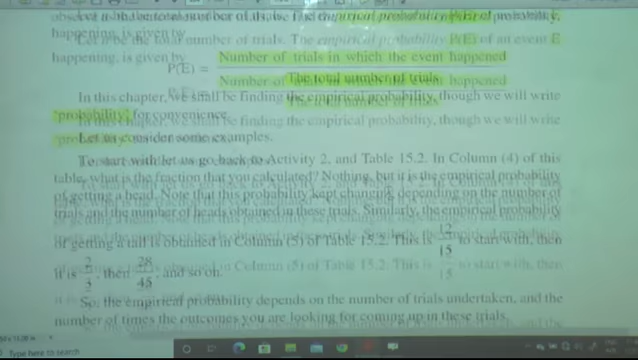 Let n be the total number of trials. The empirical probability P(E) of an event E
happening, is given by
P(E) = Number of trials in which the event happened
The total number of trials
In this chapter, we shall be finding the empirical probability, though we will write
'probability' for convenience.
Let us consider some examples.
To start with let us go back to Activity 2, and Table 15.2. In Column (4) of this
table, what is the fraction that you calculated? Nothing, but it is the empirical probability
of getting a head. Note that this probability kept changing depending on the number of
trials and the number of heads obtained in these trials. Similarly, the empirical probability
of getting a tail is obtained in Column (5) of Table 15.2. This is 12/15 to start with, then
it is 2/3, then 28/45, and so on.
So, the empirical probability depends on the number of trials undertaken, and the
number of times the outcomes you are looking for coming up in these trials.
Type here to search